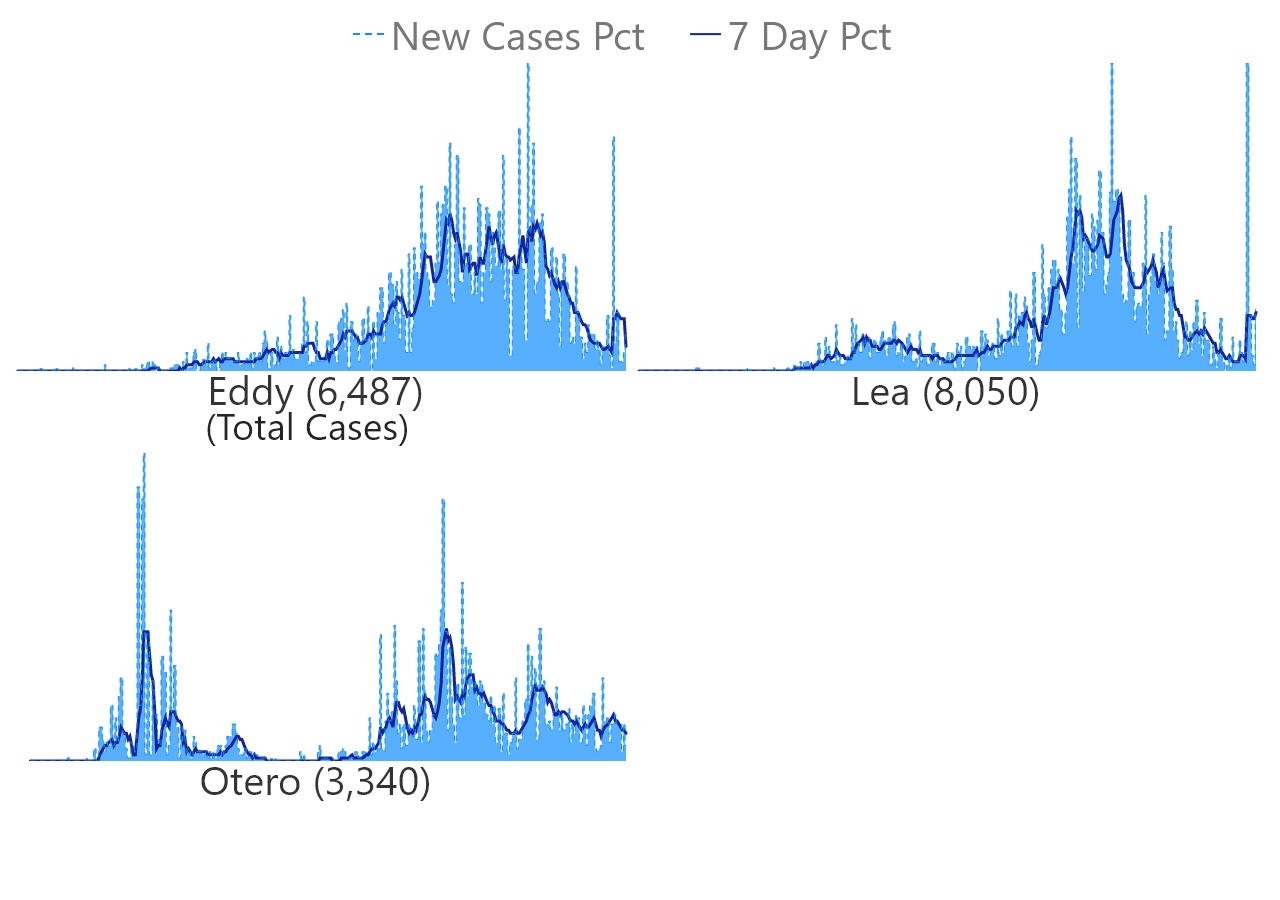 New Cases Pct 7 Day Pct
Eddy (6,487) Lea (8,050)
(Total Cases)
Otero (3,340)